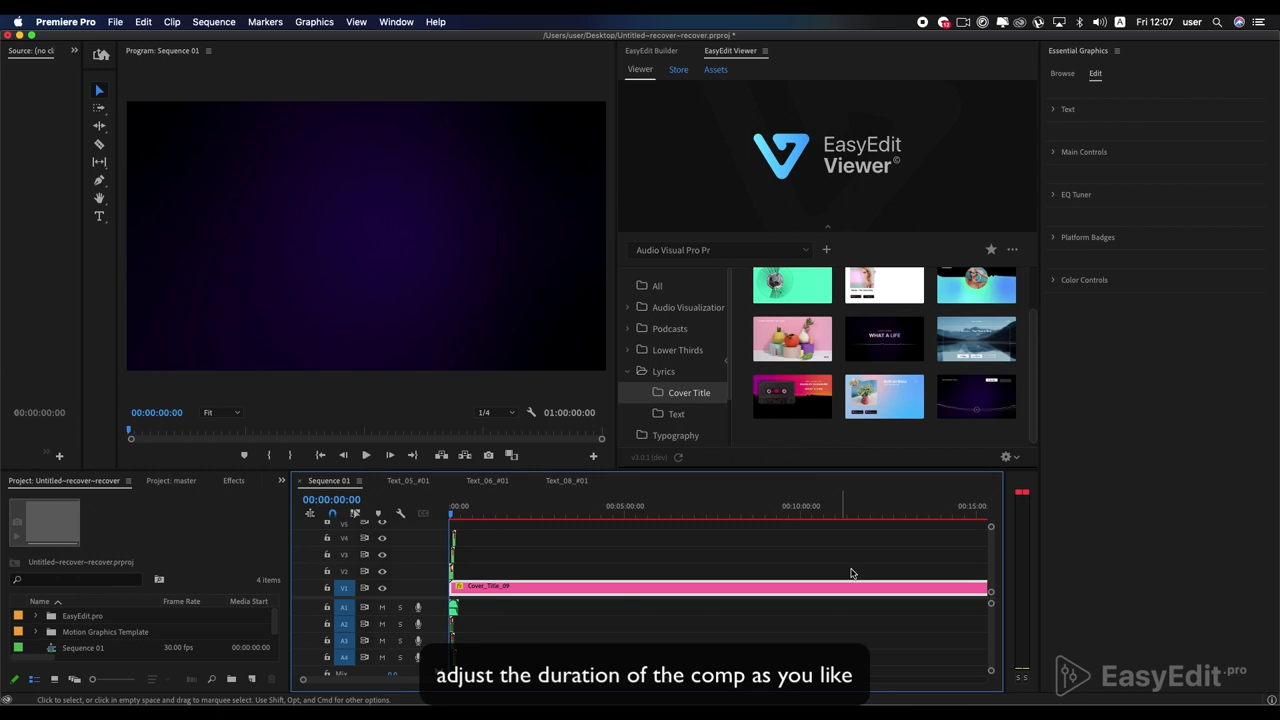 Premiere Pro File Edit Clip Sequence Markers Graphics View Window Help
Fri 12:07 user
/Users/user/Desktop/Untitled-recover-recover.prproj *
Source: (no cl
Program: Sequence 01
EasyEdit Builder
EasyEdit Viewer
Essential Graphics
Viewer
Store
Assets
Browse
Edit
Text
Main Controls
EQ Tuner
Platform Badges
Color Controls
EasyEdit
Viewer©
Audio Visual Pro Pr
All
Audio Visualization
Podcasts
Lower Thirds
Lyrics
Cover Title
Text
Typography
WHAT A LIFE
v3.0.1 (dev)
00:00:00:00
00:00:00:00
Fit
1/4
01:00:00:00
Project: Untitled-recover-recover
Project: master
Effects
Untitled-recover-recover.prproj
4 items
Name
Frame Rate
Media Start
EasyEdit.pro
Motion Graphics Template
Sequence 01
30.00 fps
00:00:00:00
Sequence 01
Text_05_#01
Text_06_#01
Text_08_#01
00:00:00:00
:00:00
00:05:00:00
00:10:00:00
00:15:00:
V5
V4
V3
V2
V1
Cover_Title_09
A1 M S
A2 M S
A3 M S
A4 M S
Mix 0.0
S S
adjust the duration of the comp as you like
EasyEdit.pro
Click to select, or click in empty space and drag to marquee select. Use Shift, Opt, and Cmd for other options.